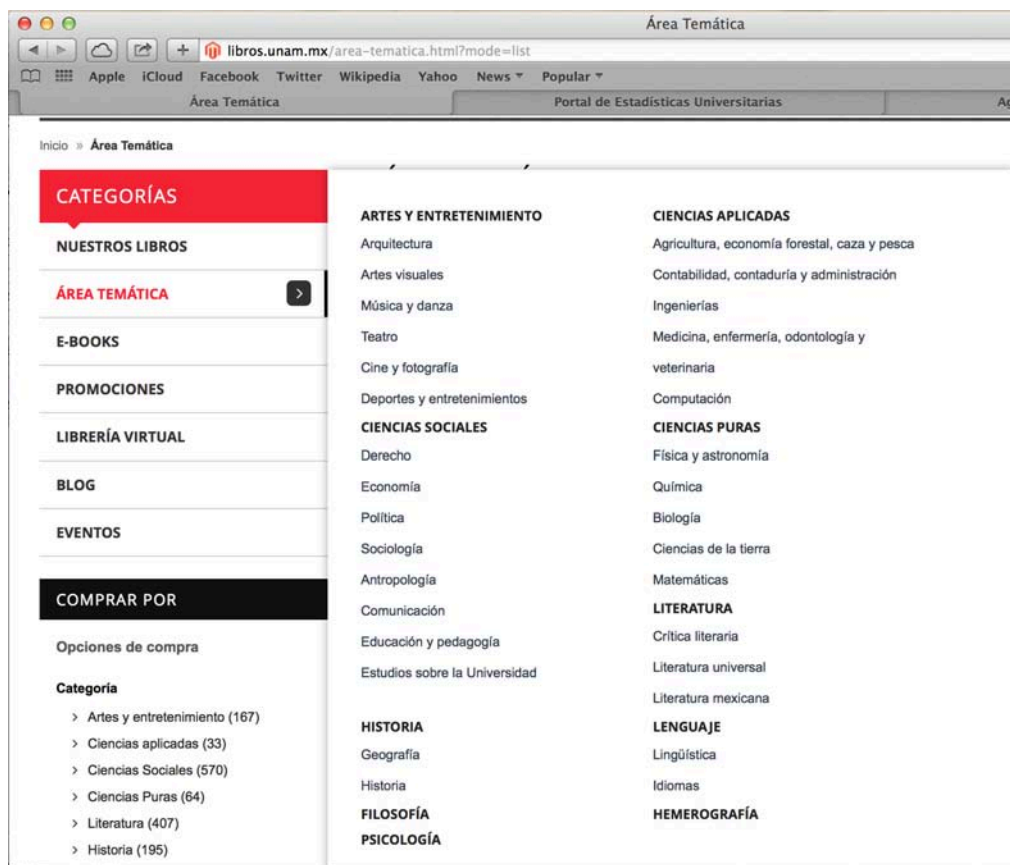 Área Temática
libros.unam.mx/area-tematica.html?mode=list
Apple iCloud Facebook Twitter Wikipedia Yahoo News Popular
Área Temática Portal de Estadísticas Universitarias
Inicio » Área Temática
CATEGORÍAS
NUESTROS LIBROS
ÁREA TEMÁTICA
E-BOOKS
PROMOCIONES
LIBRERÍA VIRTUAL
BLOG
EVENTOS
COMPRAR POR
Opciones de compra
Categoría
> Artes y entretenimiento (167)
> Ciencias aplicadas (33)
> Ciencias Sociales (570)
> Ciencias Puras (64)
> Literatura (407)
> Historia (195)
ARTES Y ENTRETENIMIENTO
Arquitectura
Artes visuales
Música y danza
Teatro
Cine y fotografía
Deportes y entretenimientos
CIENCIAS SOCIALES
Derecho
Economía
Política
Sociología
Antropología
Comunicación
Educación y pedagogía
Estudios sobre la Universidad
HISTORIA
Geografía
Historia
FILOSOFÍA
PSICOLOGÍA
CIENCIAS APLICADAS
Agricultura, economía forestal, caza y pesca
Contabilidad, contaduría y administración
Ingenierías
Medicina, enfermería, odontología y
veterinaria
Computación
CIENCIAS PURAS
Física y astronomía
Química
Biología
Ciencias de la tierra
Matemáticas
LITERATURA
Crítica literaria
Literatura universal
Literatura mexicana
LENGUAJE
Lingüística
Idiomas
HEMEROGRAFÍA